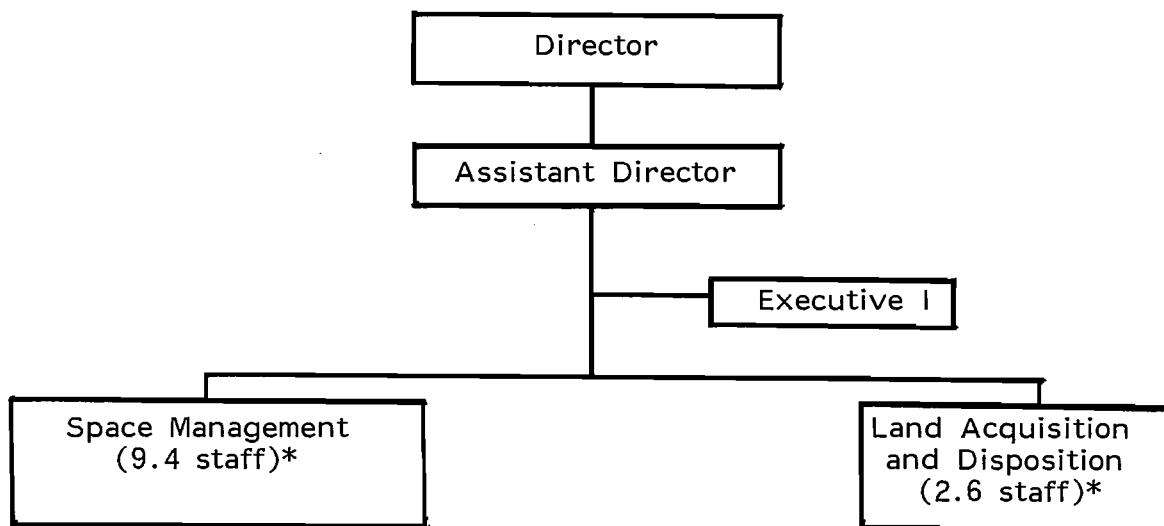 Director
Assistant Director
Executive I
Space Management
(9.4 staff)*
Land Acquisition
and Disposition
(2.6 staff)*